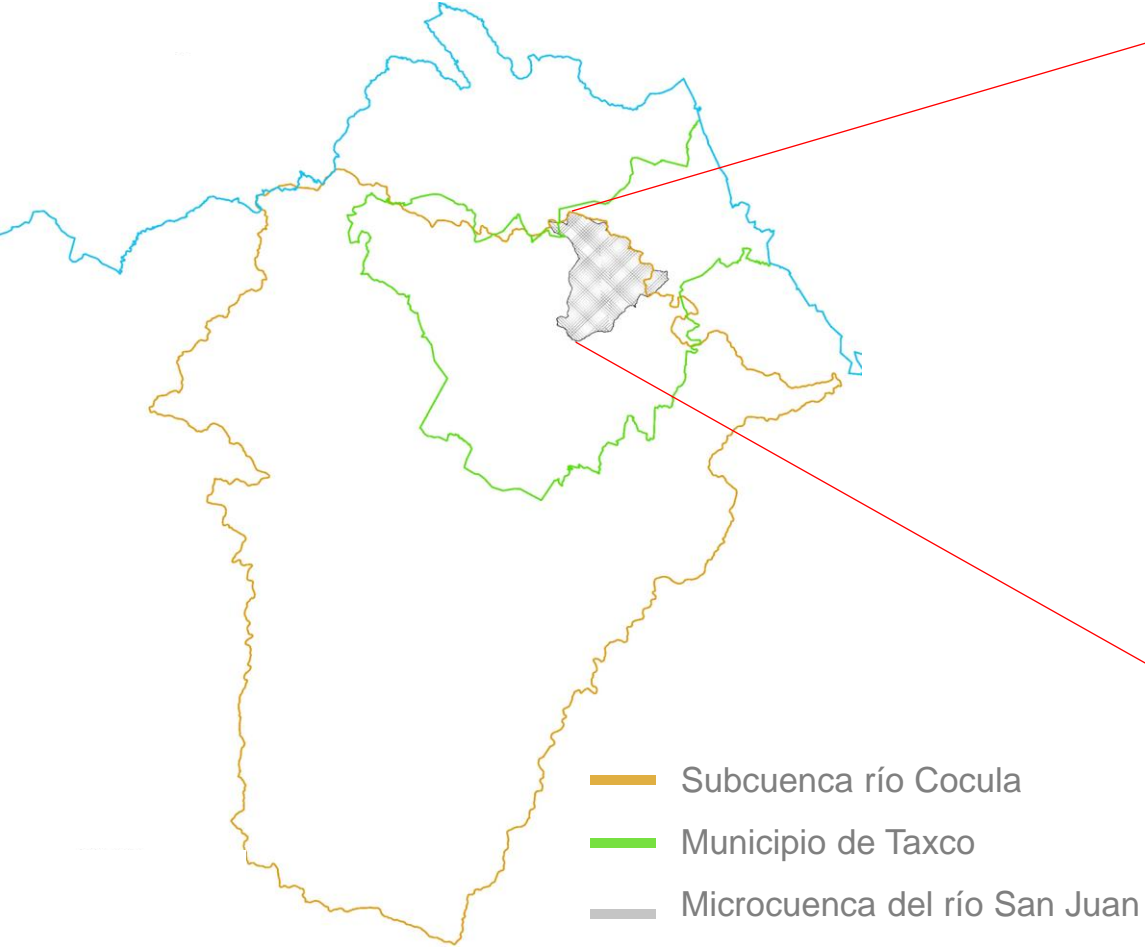 Subcuenca río Cocula
Municipio de Taxco
Microcuenca del río San Juan